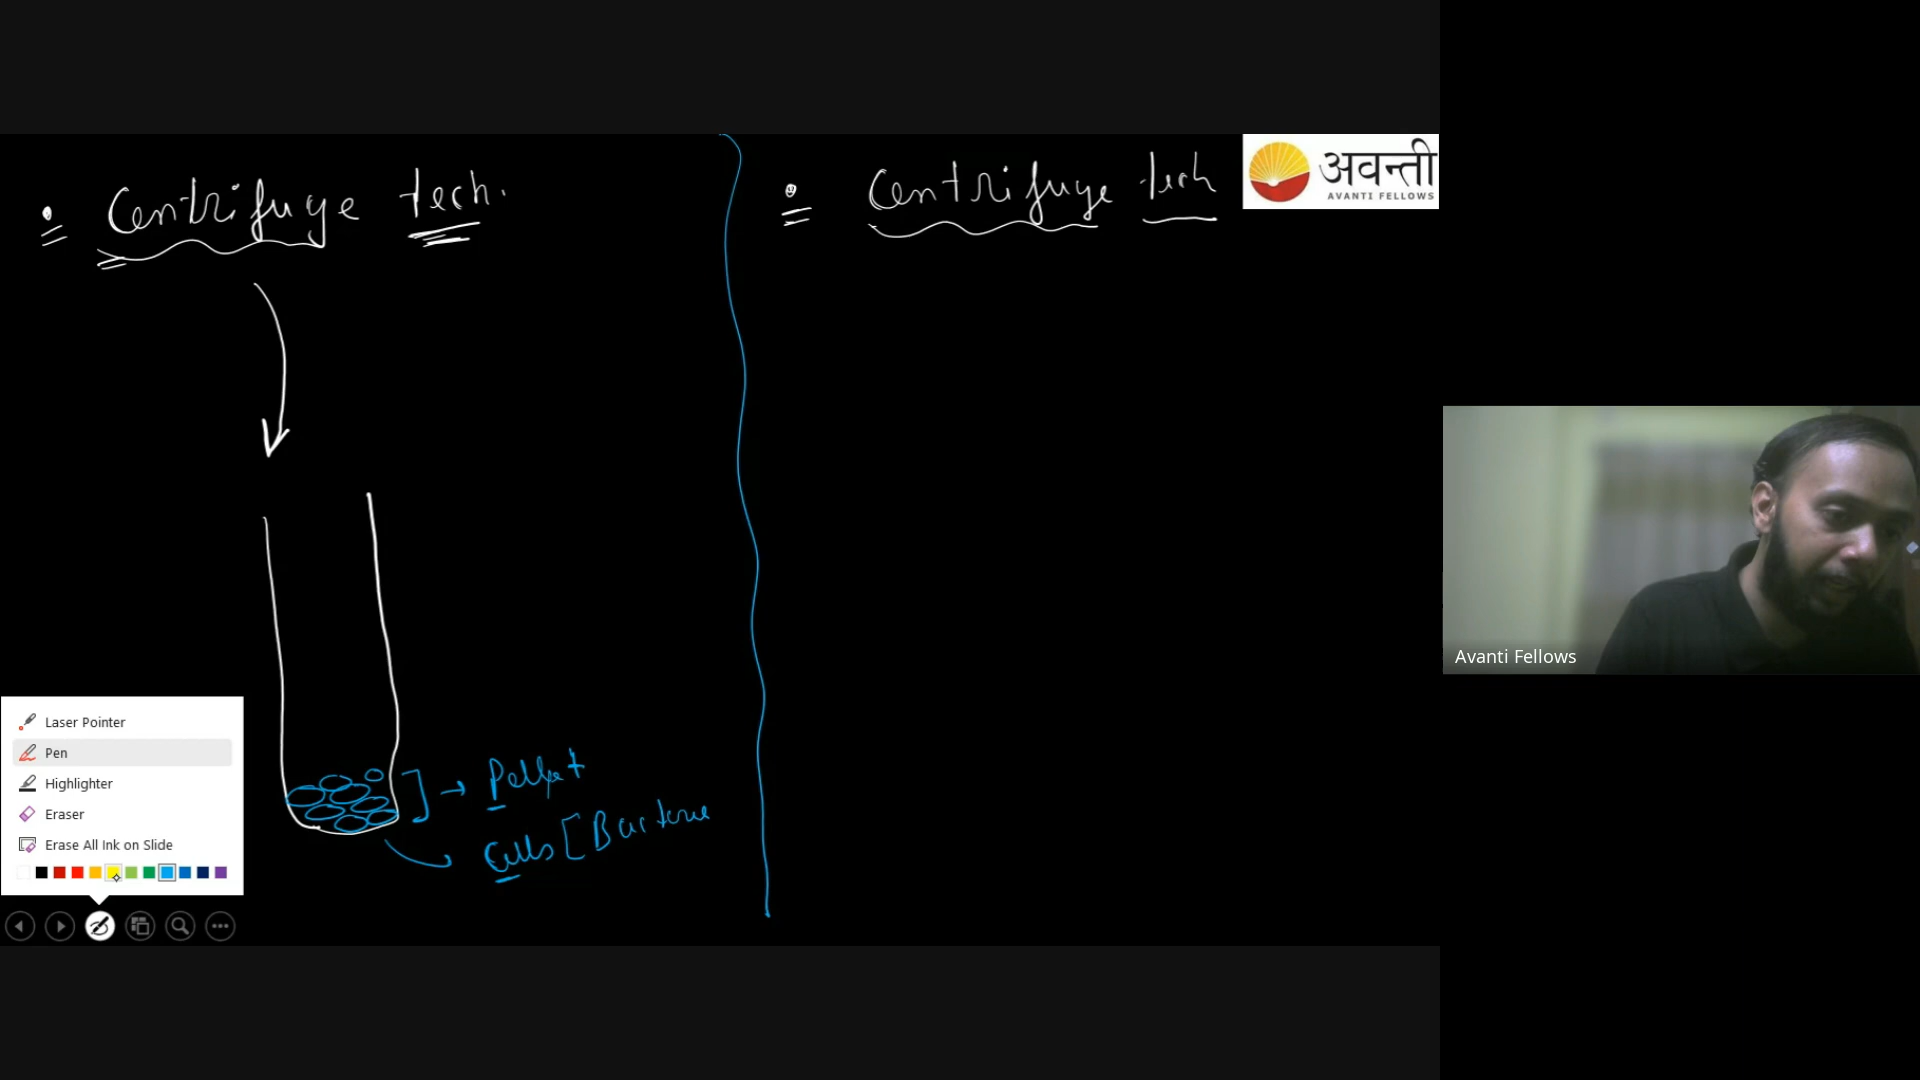 Centrifuge tech.
Pellet
Cells [Bacteria
Centrifuge tech
अवन्ती
AVANTI FELLOWS
Laser Pointer
Pen
Highlighter
Eraser
Erase All Ink on Slide
Avanti Fellows